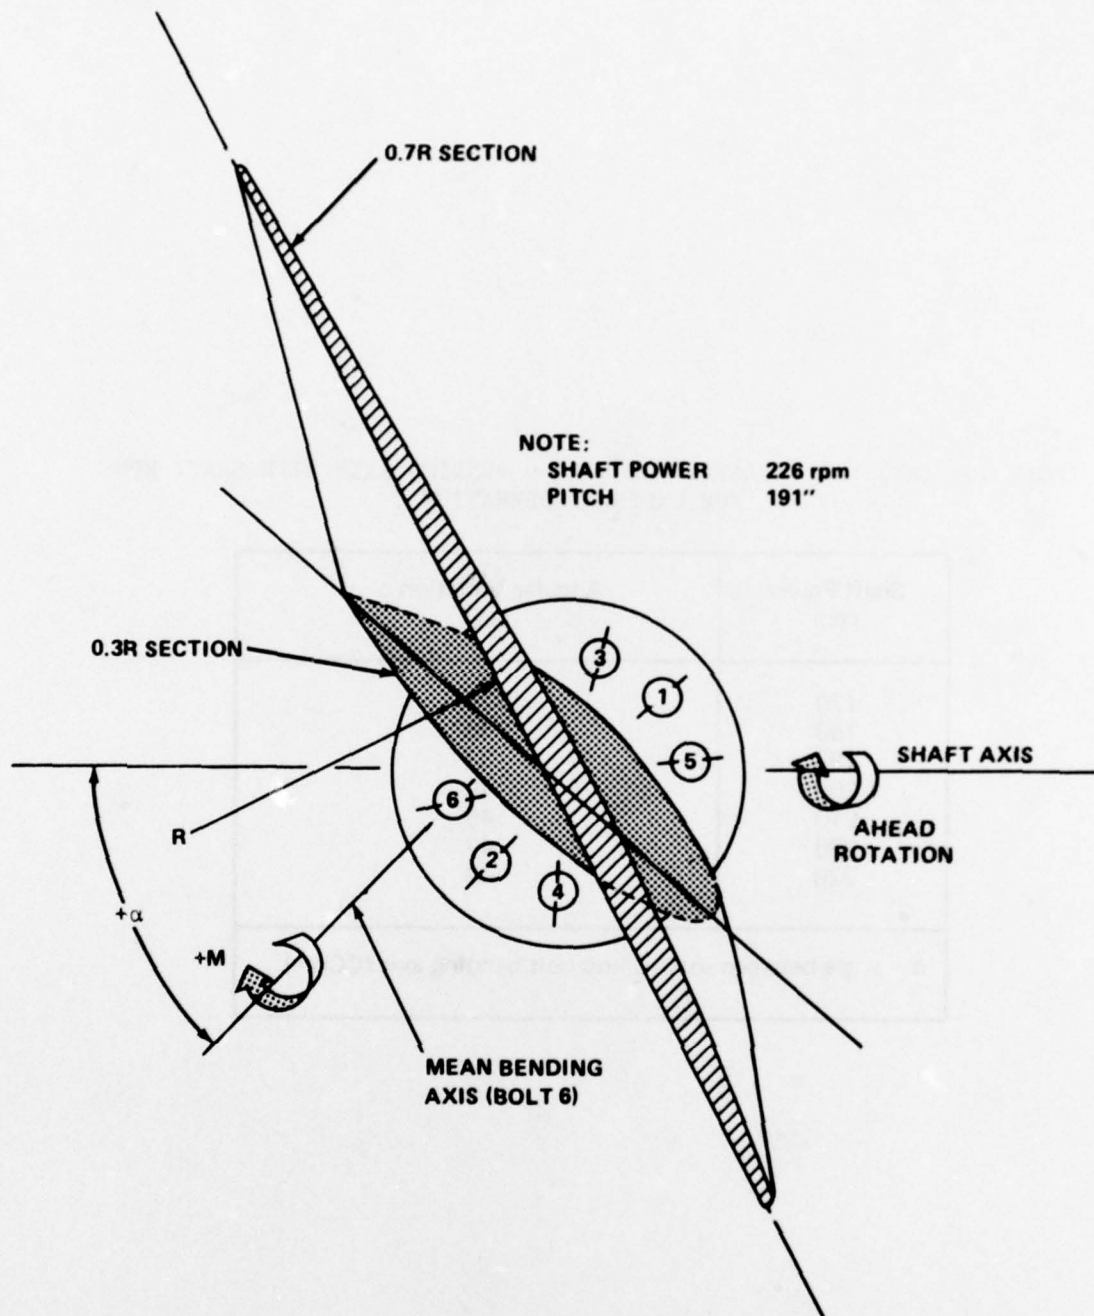 0.7R SECTION
NOTE:
SHAFT POWER 226 rpm
PITCH 191"
0.3R SECTION
3
1
5
SHAFT AXIS
6
R
AHEAD
ROTATION
2
4
+α
+M
MEAN BENDING
AXIS (BOLT 6)